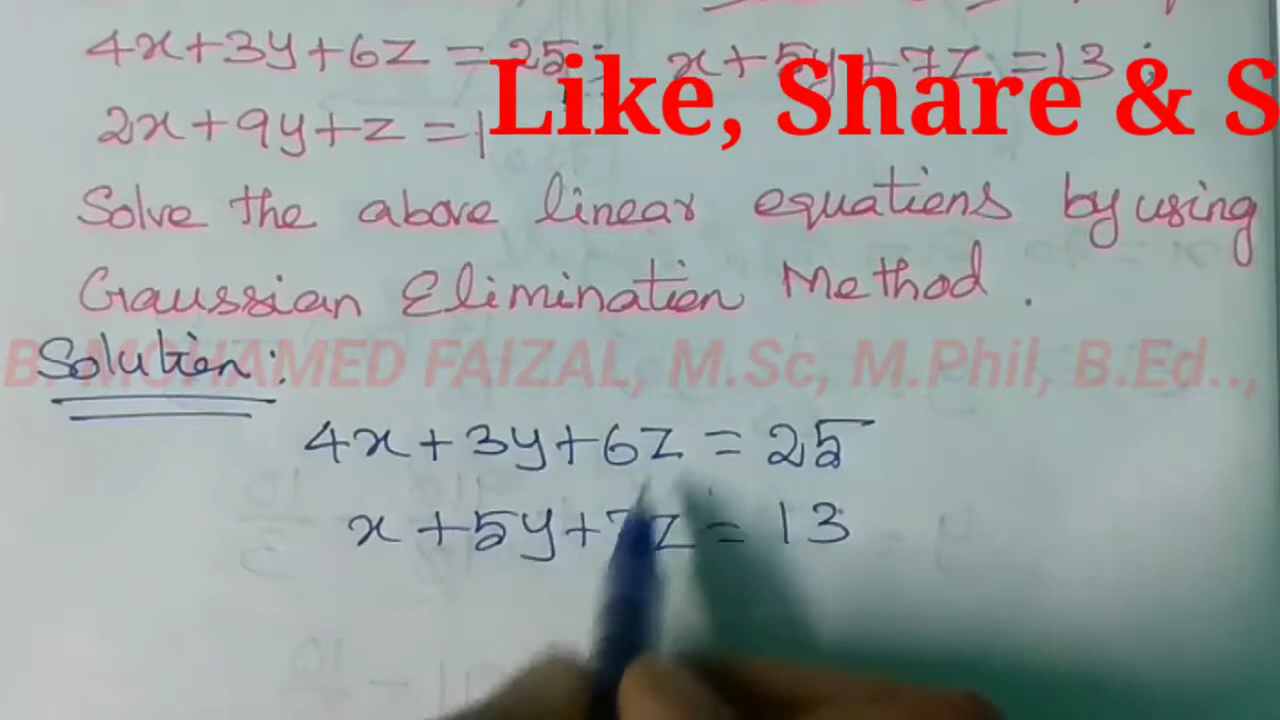 4x+3y+6z=25; x+5y+7z=13;
2x+9y+z=1
Like, Share & S
Solve the above linear equations by using
Gaussian Elimination Method.
Solution:
B.MOHAMED FAIZAL, M.Sc, M.Phil, B.Ed..,
4x+3y+6z=25
x+5y+7z=13